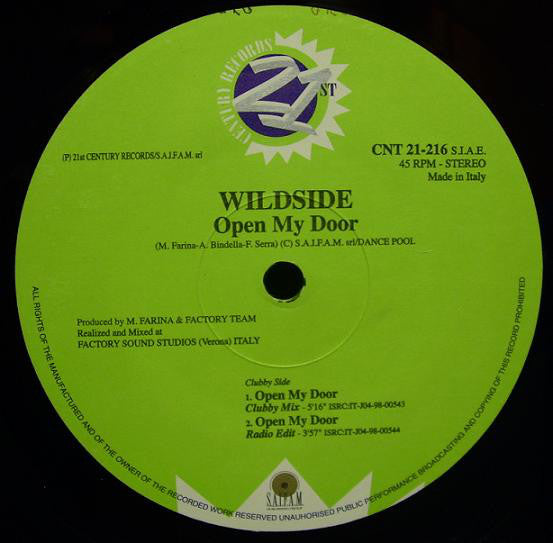 CENTURY RECORDS
21 ST
(P) 21st CENTURY RECORDS/S.A.I.F.A.M. srl
CNT 21-216 S.I.A.E.
45 RPM - STEREO
Made in Italy
WILDSIDE
Open My Door
(M. Farina-A. Bindella-F. Serra) (C) S.A.I.F.A.M. srl/DANCE POOL
Produced by M. FARINA & FACTORY TEAM
Realized and Mixed at
FACTORY SOUND STUDIOS (Verona) ITALY
Clubby Side
1. Open My Door
Clubby Mix - 5'16" ISRC:IT-J04-98-00543
2. Open My Door
Radio Edit - 3'57" ISRC:IT-J04-98-00544
S.A.I.F.A.M.
ALL RIGHTS OF THE MANUFACTURED AND OF THE OWNER OF THE RECORDED WORK RESERVED UNAUHORISED PUBLIC PERFORMANCE BROADCASTING AND COPYING OF THIS RECORD PROHIBITED